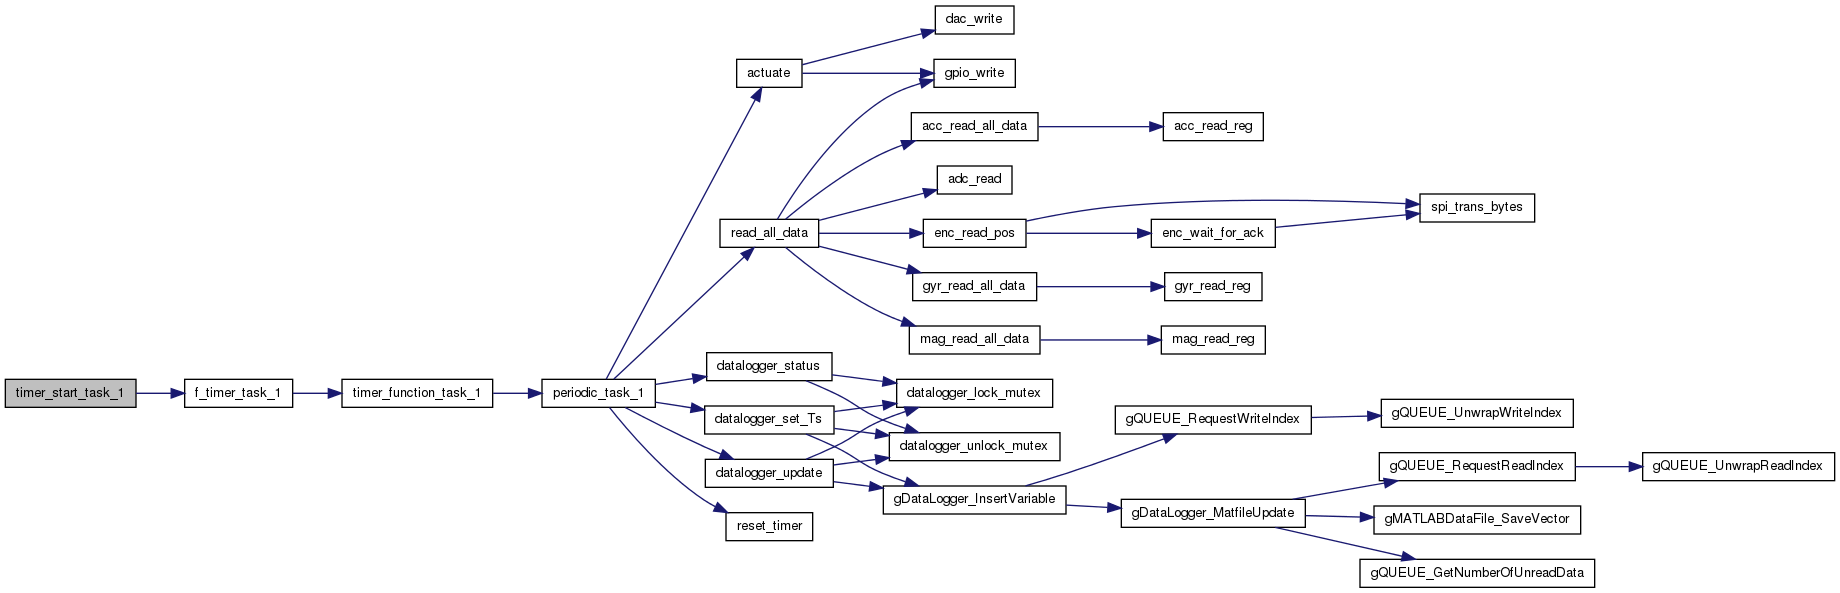 dac_write
actuate
gpio_write
acc_read_all_data
acc_read_reg
adc_read
spi_trans_bytes
read_all_data
enc_read_pos
enc_wait_for_ack
gyr_read_all_data
gyr_read_reg
mag_read_all_data
mag_read_reg
datalogger_status
timer_start_task_1
f_timer_task_1
timer_function_task_1
periodic_task_1
datalogger_lock_mutex
datalogger_set_Ts
gQUEUE_RequestWriteIndex
gQUEUE_UnwrapWriteIndex
datalogger_unlock_mutex
datalogger_update
gQUEUE_RequestReadIndex
gQUEUE_UnwrapReadIndex
gDataLogger_InsertVariable
gDataLogger_MatfileUpdate
gMATLABDataFile_SaveVector
reset_timer
gQUEUE_GetNumberOfUnreadData